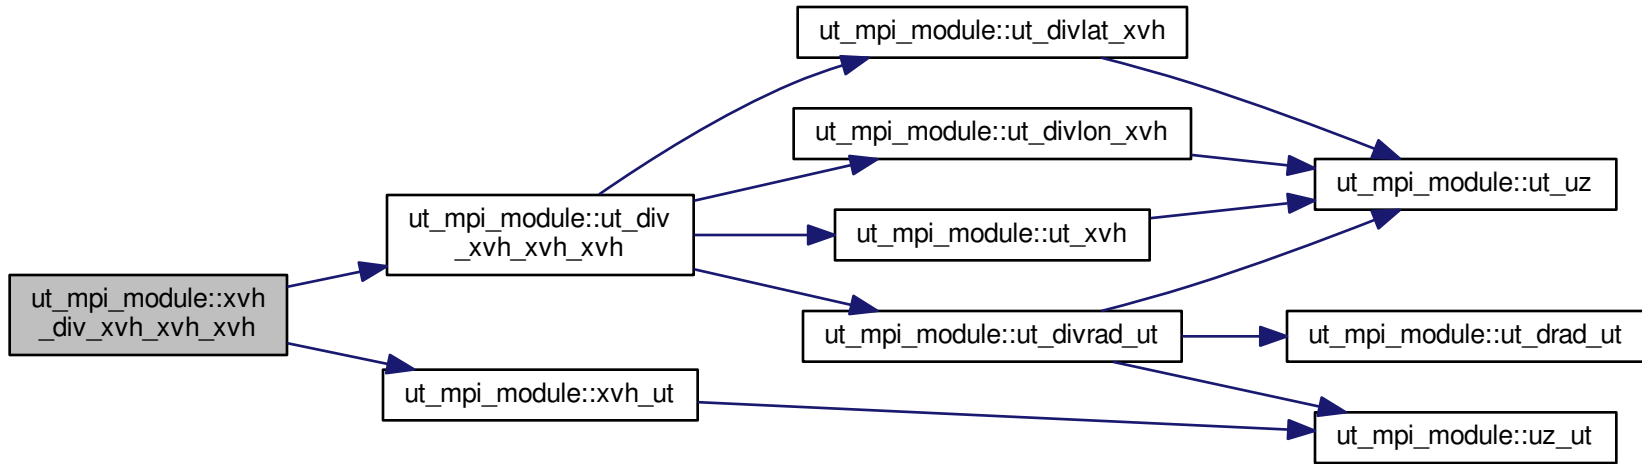 ut_mpi_module::xvh
_div_xvh_xvh_xvh
ut_mpi_module::ut_div
_xvh_xvh_xvh
ut_mpi_module::xvh_ut
ut_mpi_module::ut_divlat_xvh
ut_mpi_module::ut_divlon_xvh
ut_mpi_module::ut_xvh
ut_mpi_module::ut_divrad_ut
ut_mpi_module::ut_uz
ut_mpi_module::ut_drad_ut
ut_mpi_module::uz_ut